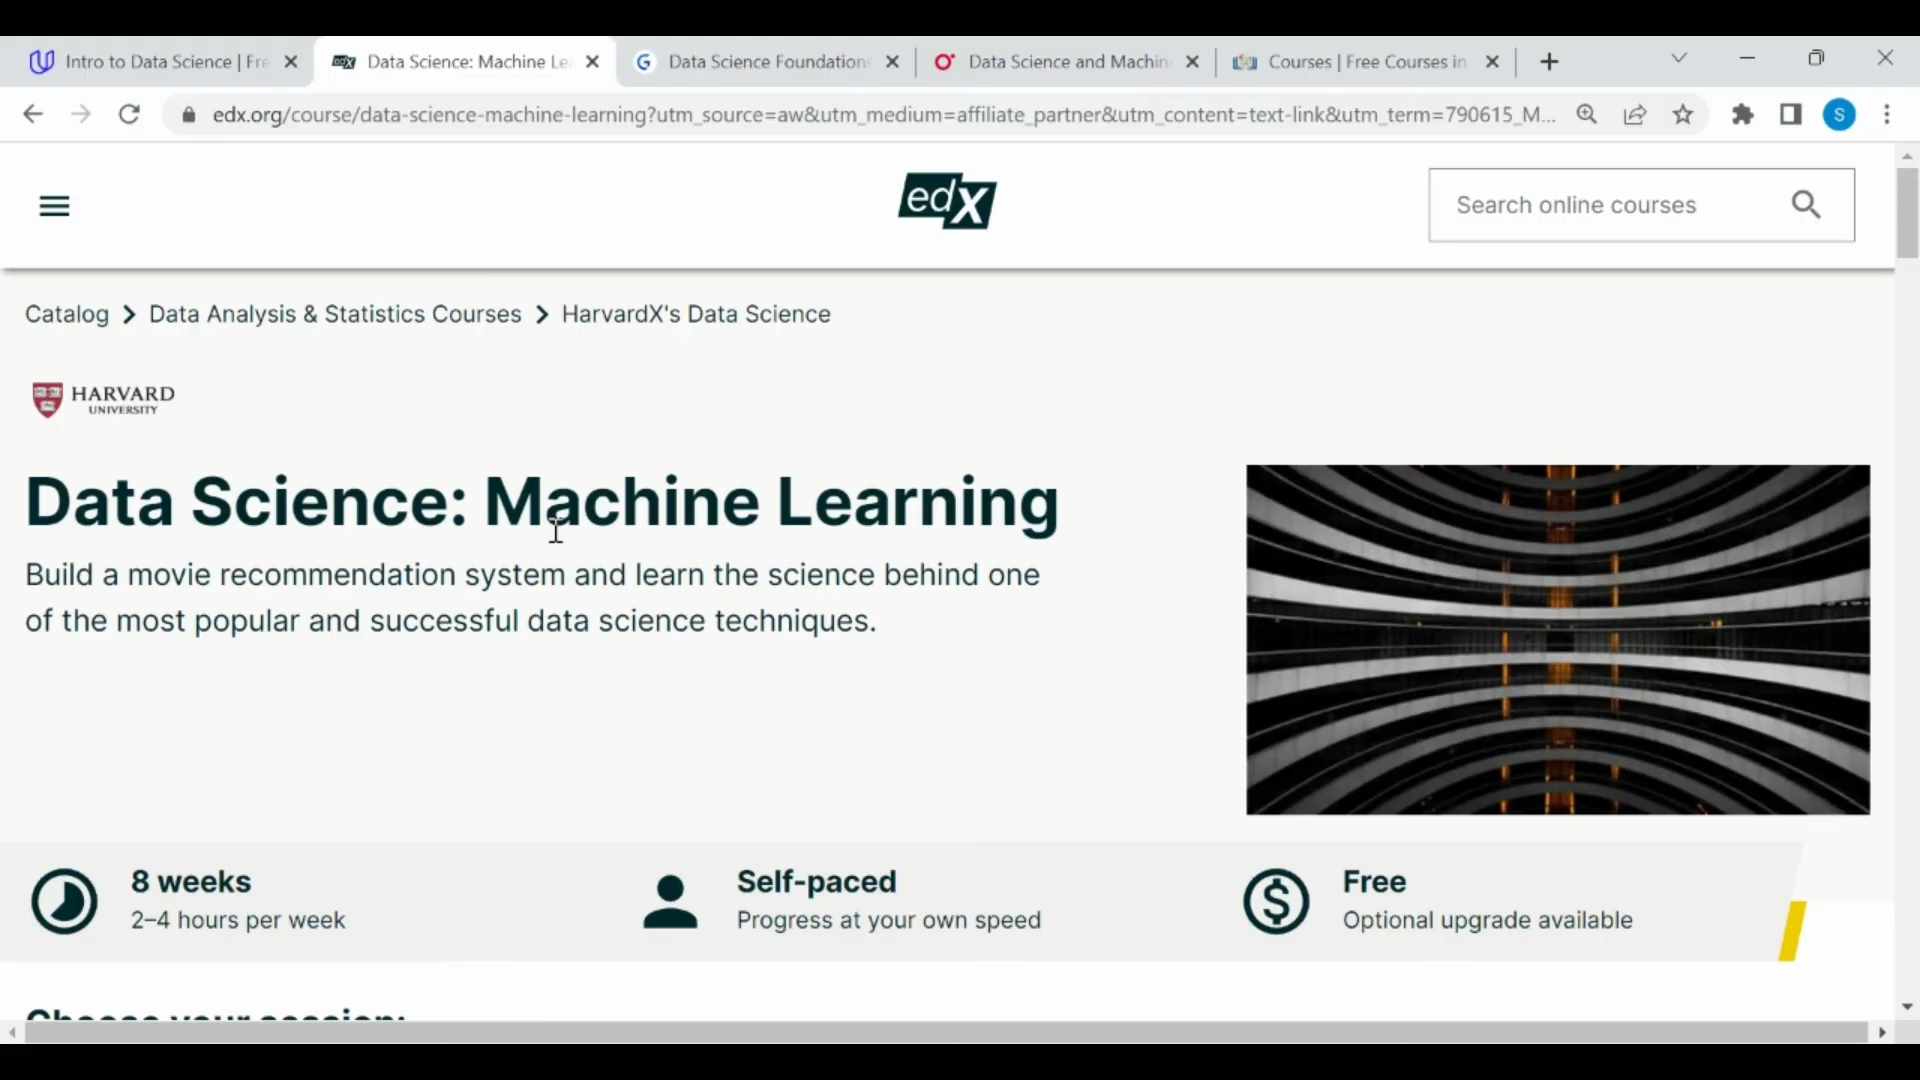 Intro to Data Science | Fre
Data Science: Machine Le
Data Science Foundations
Data Science and Machin
Courses | Free Courses in
edx.org/course/data-science-machine-learning?utm_source=aw&utm_medium=affiliate_partner&utm_content=text-link&utm_term=790615_M...
S
edX
Search online courses
Catalog > Data Analysis & Statistics Courses > HarvardX's Data Science
HARVARD
UNIVERSITY
Data Science: Machine Learning
Build a movie recommendation system and learn the science behind one
of the most popular and successful data science techniques.
8 weeks
2–4 hours per week
Self-paced
Progress at your own speed
Free
Optional upgrade available
Choose your session: